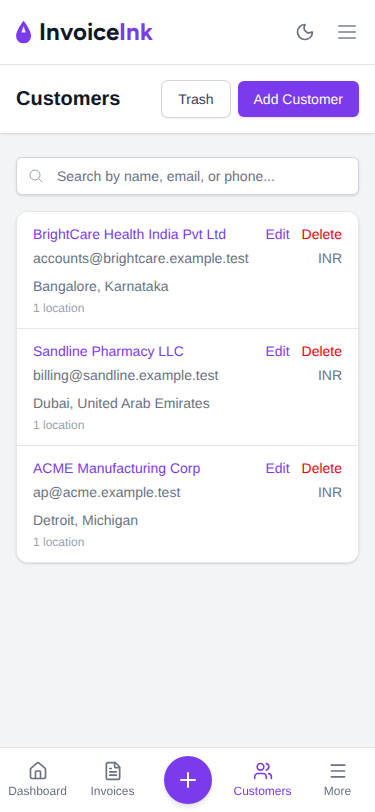 InvoiceInk
Customers
Trash
Add Customer
Search by name, email, or phone...
BrightCare Health India Pvt Ltd Edit Delete
accounts@brightcare.example.test INR
Bangalore, Karnataka
1 location
Sandline Pharmacy LLC Edit Delete
billing@sandline.example.test INR
Dubai, United Arab Emirates
1 location
ACME Manufacturing Corp Edit Delete
ap@acme.example.test INR
Detroit, Michigan
1 location
Dashboard Invoices Customers More